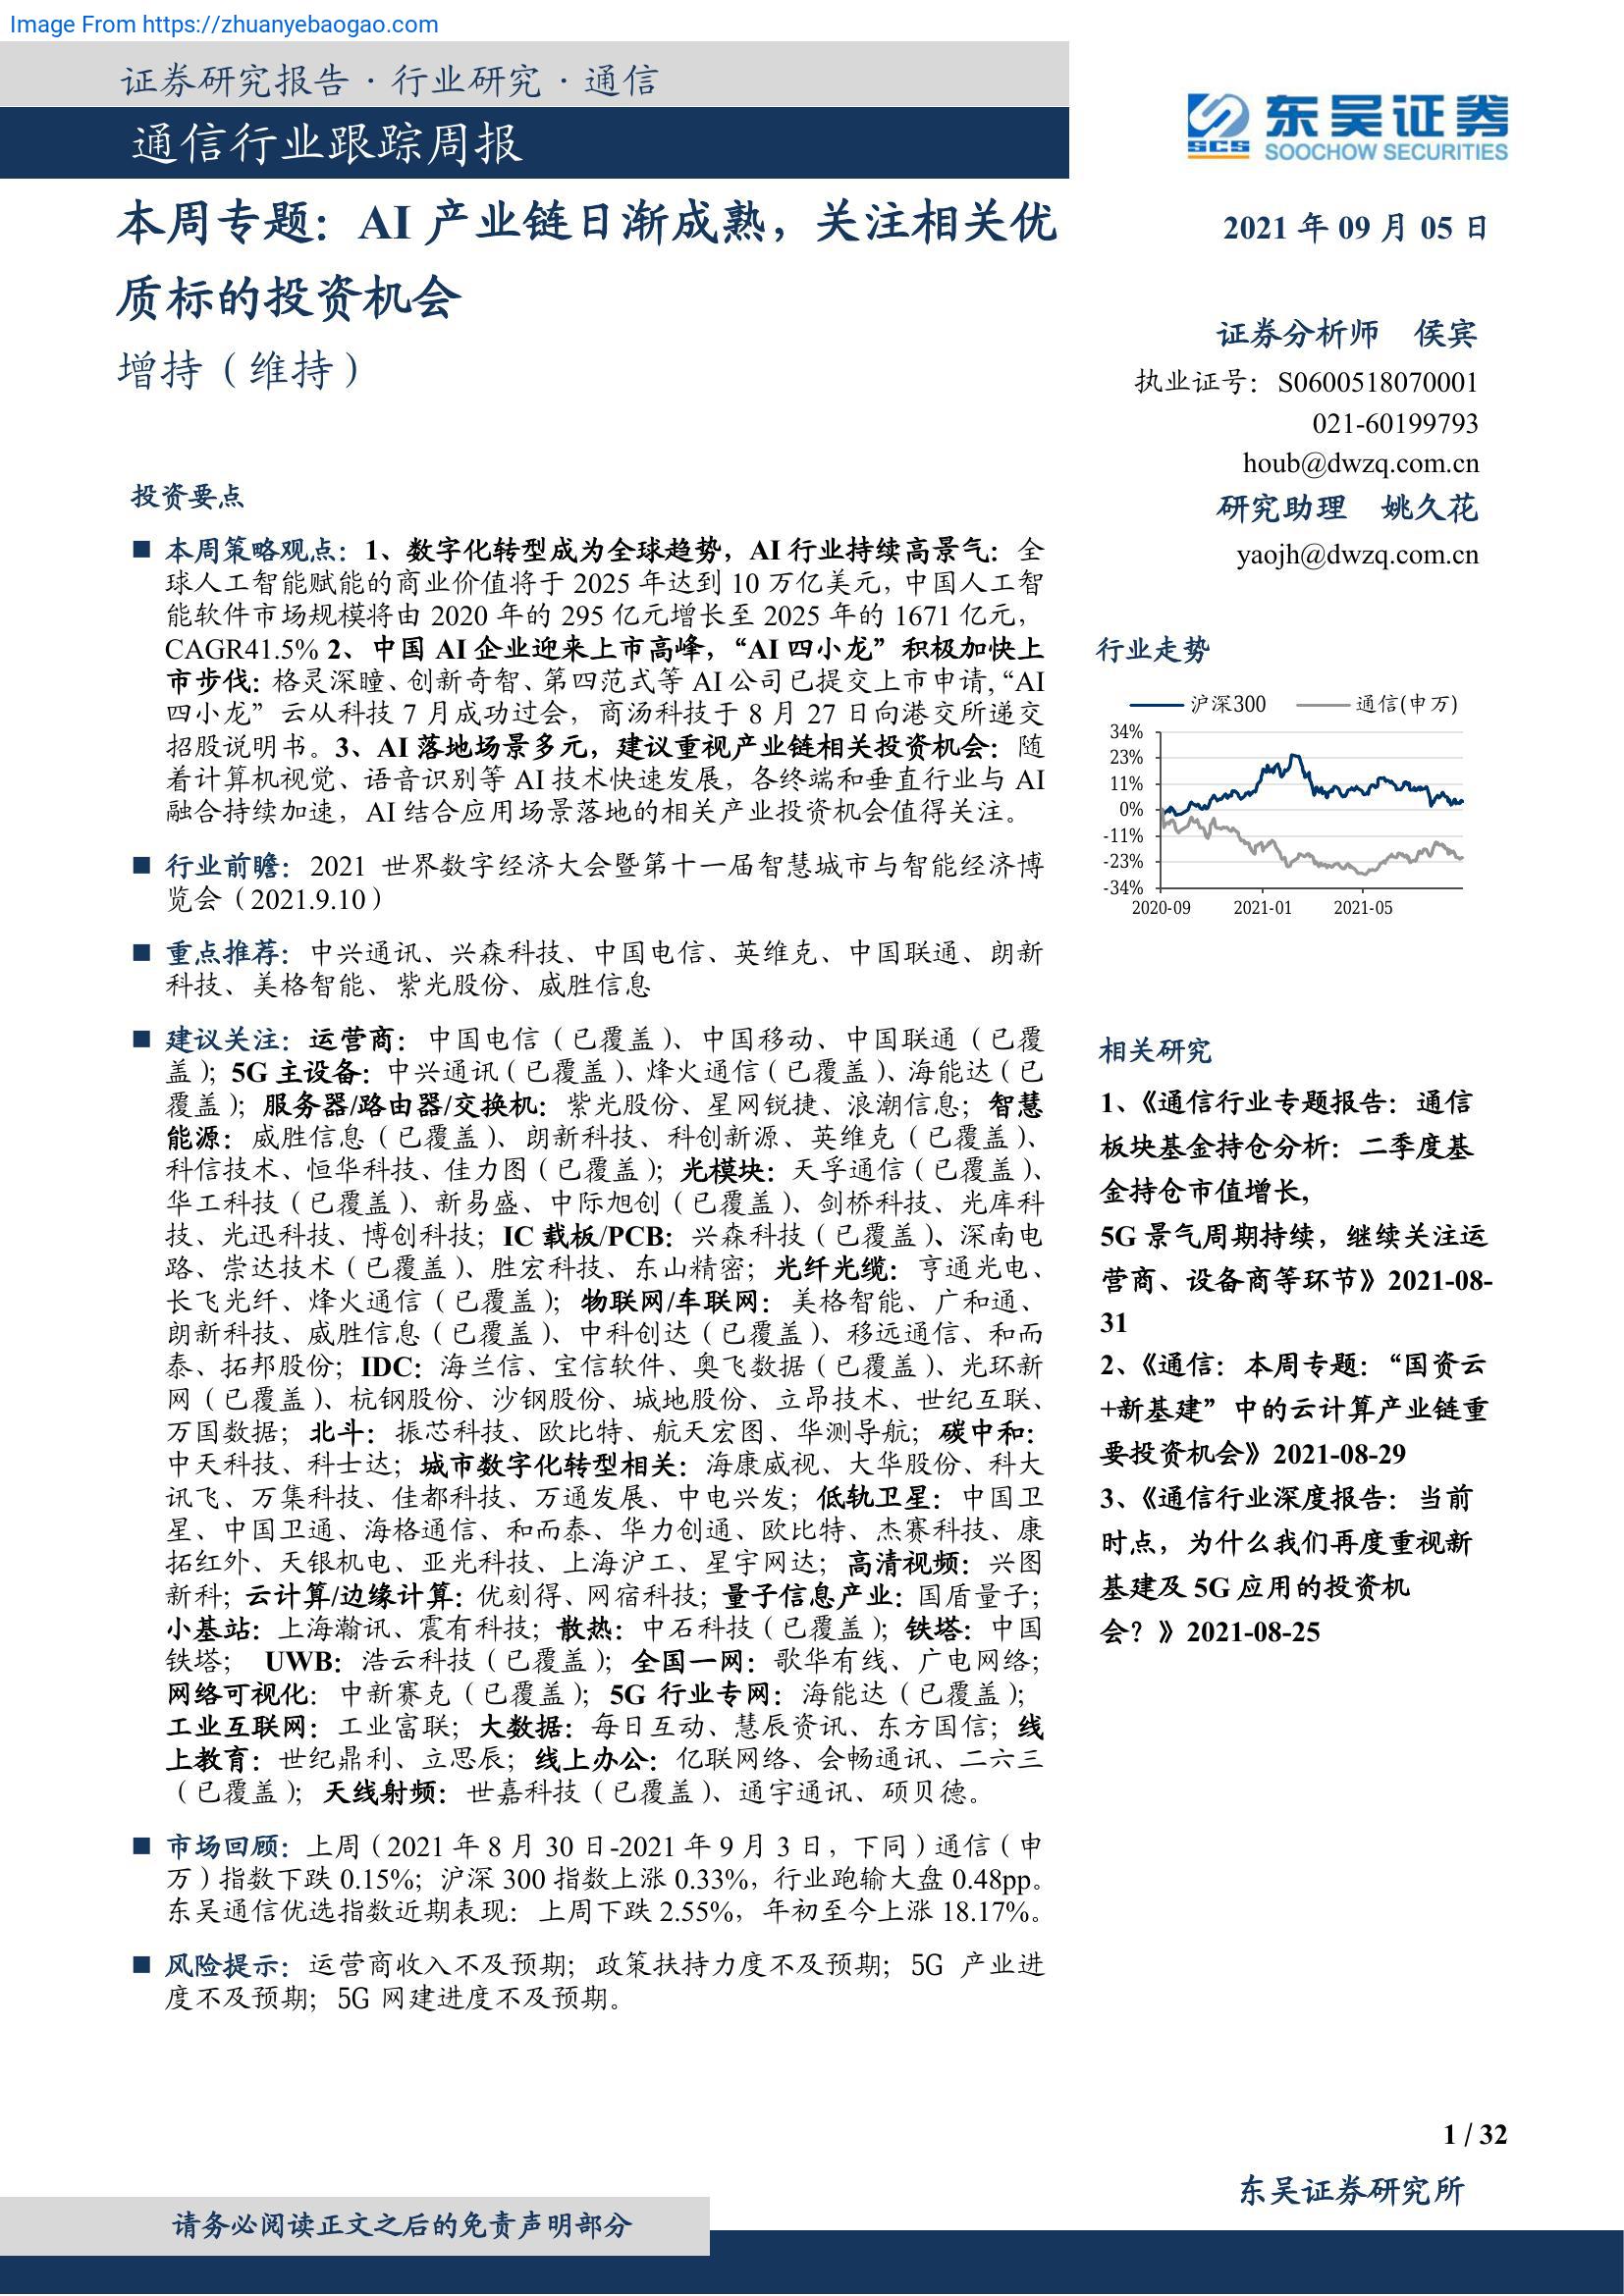 Image From https://zhuanyebaogao.com
证券研究报告·行业研究·通信
通信行业跟踪周报
本周专题：AI 产业链日渐成熟，关注相关优
质标的投资机会
增持（维持）
投资要点
■ 本周策略观点：1、数字化转型成为全球趋势，AI 行业持续高景气：全
球人工智能赋能的商业价值将于 2025 年达到 10 万亿美元，中国人工智
能软件市场规模将由 2020 年的 295 亿元增长至 2025 年的 1671 亿元，
CAGR41.5% 2、中国 AI 企业迎来上市高峰，“AI 四小龙”积极加快上
市步伐：格灵深瞳、创新奇智、第四范式等 AI 公司已提交上市申请，“AI
四小龙”云从科技 7 月成功过会，商汤科技于 8 月 27 日向港交所递交
招股说明书。3、AI 落地场景多元，建议重视产业链相关投资机会：随
着计算机视觉、语音识别等 AI 技术快速发展，各终端和垂直行业与 AI
融合持续加速，AI 结合应用场景落地的相关产业投资机会值得关注。
■ 行业前瞻：2021 世界数字经济大会暨第十一届智慧城市与智能经济博
览会（2021.9.10）
■ 重点推荐：中兴通讯、兴森科技、中国电信、英维克、中国联通、朗新
科技、美格智能、紫光股份、威胜信息
■ 建议关注：运营商：中国电信（已覆盖）、中国移动、中国联通（已覆
盖）；5G 主设备：中兴通讯（已覆盖）、烽火通信（已覆盖）、海能达（已
覆盖）；服务器/路由器/交换机：紫光股份、星网锐捷、浪潮信息；智慧
能源：威胜信息（已覆盖）、朗新科技、科创新源、英维克（已覆盖）、
科信技术、恒华科技、佳力图（已覆盖）；光模块：天孚通信（已覆盖）、
华工科技（已覆盖）、新易盛、中际旭创（已覆盖）、剑桥科技、光库科
技、光迅科技、博创科技；IC 载板/PCB：兴森科技（已覆盖）、深南电
路、崇达技术（已覆盖）、胜宏科技、东山精密；光纤光缆：亨通光电、
长飞光纤、烽火通信（已覆盖）；物联网/车联网：美格智能、广和通、
朗新科技、威胜信息（已覆盖）、中科创达（已覆盖）、移远通信、和而
泰、拓邦股份；IDC：海兰信、宝信软件、奥飞数据（已覆盖）、光环新
网（已覆盖）、杭钢股份、沙钢股份、城地股份、立昂技术、世纪互联、
万国数据；北斗：振芯科技、欧比特、航天宏图、华测导航；碳中和：
中天科技、科士达；城市数字化转型相关：海康威视、大华股份、科大
讯飞、万集科技、佳都科技、万通发展、中电兴发；低轨卫星：中国卫
星、中国卫通、海格通信、和而泰、华力创通、欧比特、杰赛科技、康
拓红外、天银机电、亚光科技、上海沪工、星宇网达；高清视频：兴图
新科；云计算/边缘计算：优刻得、网宿科技；量子信息产业：国盾量子；
小基站：上海瀚讯、震有科技；散热：中石科技（已覆盖）；铁塔：中国
铁塔； UWB：浩云科技（已覆盖）；全国一网：歌华有线、广电网络；
网络可视化：中新赛克（已覆盖）；5G 行业专网：海能达（已覆盖）；
工业互联网：工业富联；大数据：每日互动、慧辰资讯、东方国信；线
上教育：世纪鼎利、立思辰；线上办公：亿联网络、会畅通讯、二六三
（已覆盖）；天线射频：世嘉科技（已覆盖）、通宇通讯、硕贝德。
■ 市场回顾：上周（2021 年 8 月 30 日-2021 年 9 月 3 日，下同）通信（申
万）指数下跌 0.15%；沪深 300 指数上涨 0.33%，行业跑输大盘 0.48pp。
东吴通信优选指数近期表现：上周下跌 2.55%，年初至今上涨 18.17%。
■ 风险提示：运营商收入不及预期；政策扶持力度不及预期；5G 产业进
度不及预期；5G 网建进度不及预期。
东吴证券
SCS
SOOCHOW SECURITIES
2021 年 09 月 05 日
证券分析师 侯宾
执业证号：S0600518070001
021-60199793
houb@dwzq.com.cn
研究助理 姚久花
yaojh@dwzq.com.cn
行业走势
沪深300 通信(申万)
34%
23%
11%
0%
-11%
-23%
-34%
2020-09 2021-01 2021-05
相关研究
1、《通信行业专题报告：通信
板块基金持仓分析：二季度基
金持仓市值增长,
5G 景气周期持续，继续关注运
营商、设备商等环节》2021-08-
31
2、《通信：本周专题：“国资云
+新基建”中的云计算产业链重
要投资机会》2021-08-29
3、《通信行业深度报告：当前
时点，为什么我们再度重视新
基建及 5G 应用的投资机
会？》2021-08-25
1 / 32
东吴证券研究所
请务必阅读正文之后的免责声明部分